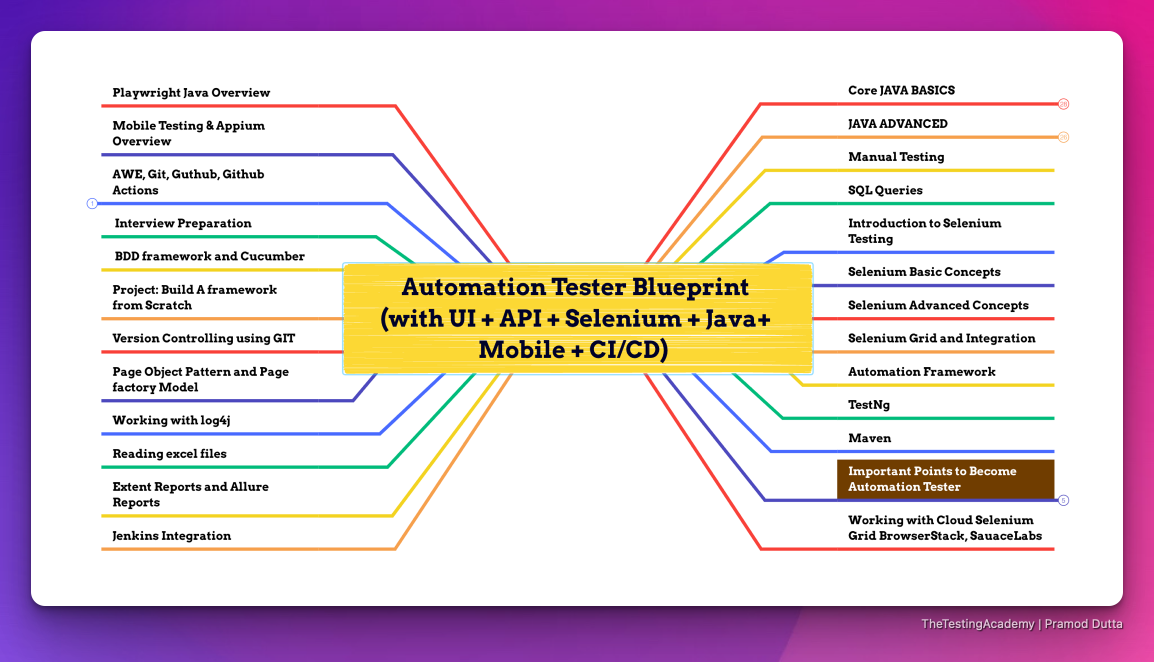 Playwright Java Overview
Mobile Testing & Appium
Overview
AWE, Git, Guthub, Github
Actions
1
Interview Preparation
BDD framework and Cucumber
Project: Build A framework
from Scratch
Version Controlling using GIT
Page Object Pattern and Page
factory Model
Working with log4j
Reading excel files
Extent Reports and Allure
Reports
Jenkins Integration
Automation Tester Blueprint
(with UI + API + Selenium + Java+
Mobile + CI/CD)
Core JAVA BASICS
JAVA ADVANCED
Manual Testing
SQL Queries
Introduction to Selenium
Testing
Selenium Basic Concepts
Selenium Advanced Concepts
Selenium Grid and Integration
Automation Framework
TestNg
Maven
Important Points to Become
Automation Tester
5
Working with Cloud Selenium
Grid BrowserStack, SauaceLabs
TheTestingAcademy | Pramod Dutta